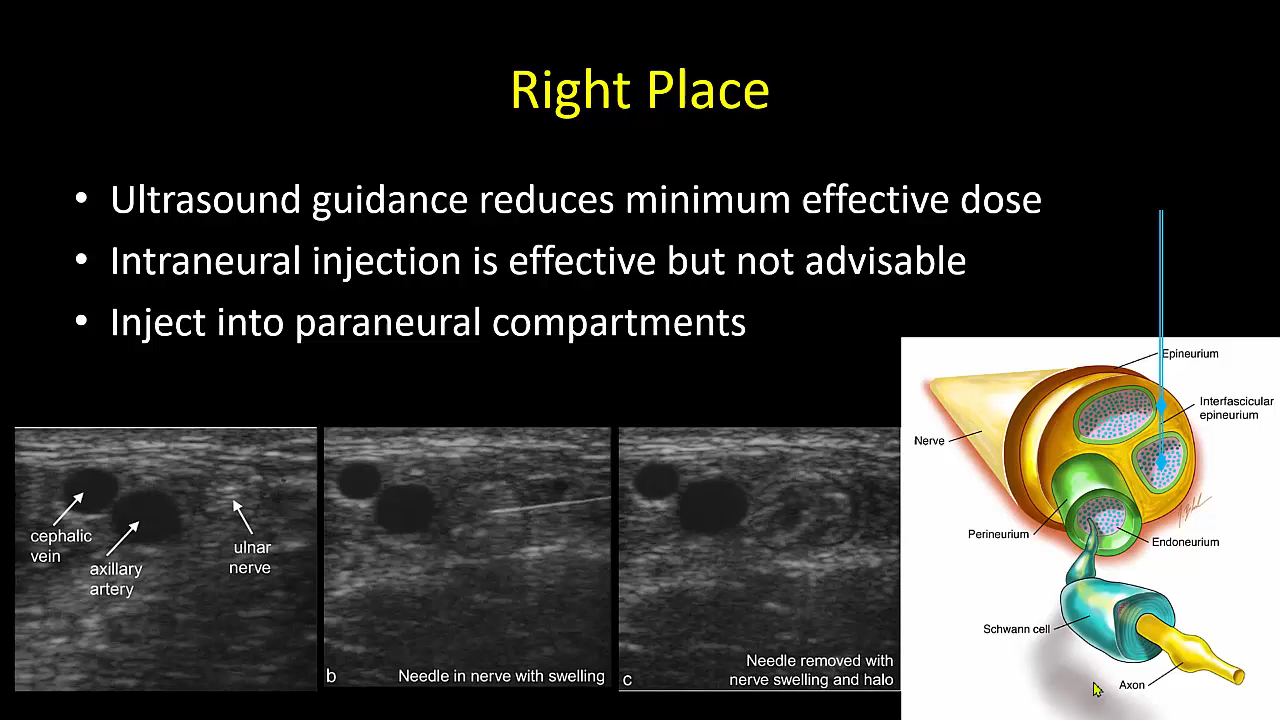 Right Place
• Ultrasound guidance reduces minimum effective dose
• Intraneural injection is effective but not advisable
• Inject into paraneural compartments
cephalic
vein
axillary
artery
ulnar
nerve
b
Needle in nerve with swelling
c
Needle removed with
nerve swelling and halo
Epineurium
Interfascicular
epineurium
Nerve
Perineurium
Endoneurium
Schwann cell
Axon